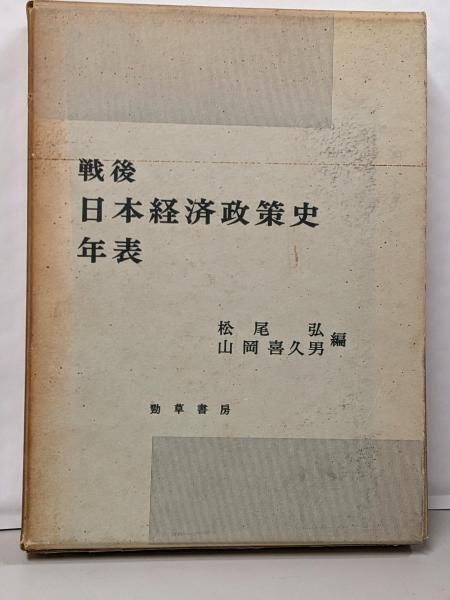 戦後
日本経済政策史
年表
松尾 弘
山岡喜久男 編
勁草書房